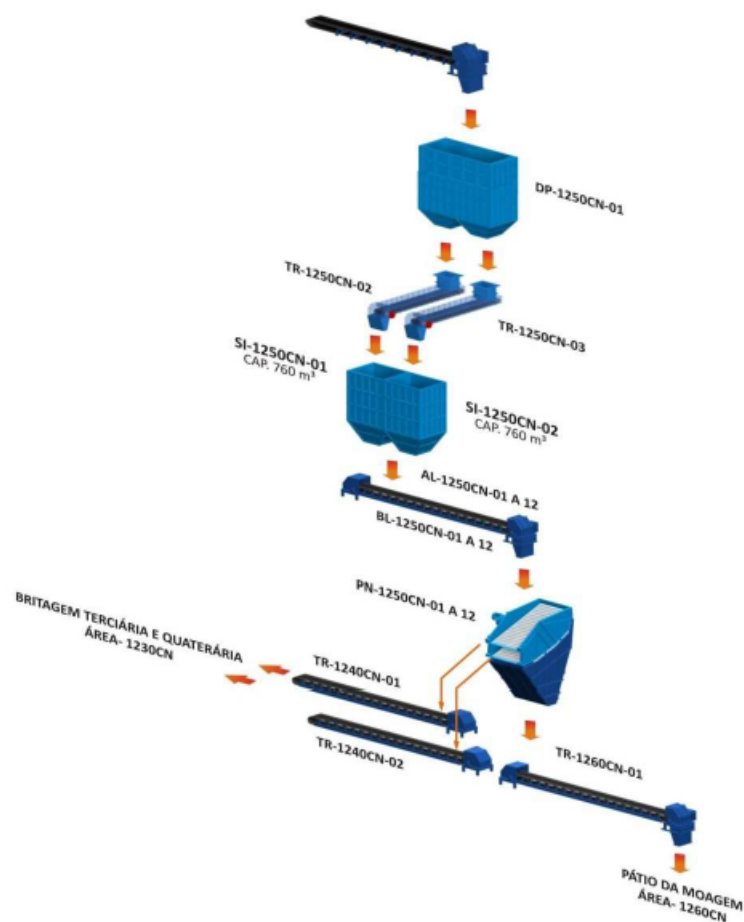 DP-1250CN-01
TR-1250CN-02
TR-1250CN-03
SI-1250CN-01
CAP. 760 m³
SI-1250CN-02
CAP. 760 m³
AL-1250CN-01 A 12
BL-1250CN-01 A 12
PN-1250CN-01 A 12
BRITAGEM TERCIÁRIA E QUATERÁRIA
ÁREA- 1230CN
TR-1240CN-01
TR-1240CN-02
TR-1260CN-01
PÁTIO DA MOAGEM
ÁREA- 1260CN